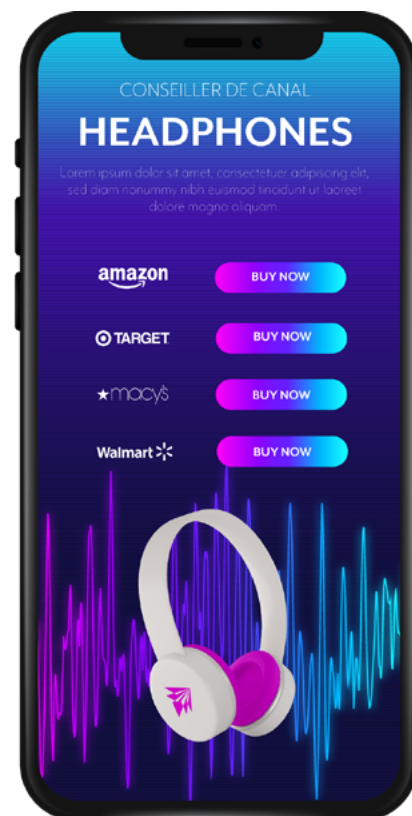 CONSEILLER DE CANAL
HEADPHONES
Lorem ipsum dolor sit amet, consectetuer adipiscing elit,
sed diam nonummy nibh euismod tincidunt ut laoreet
dolore magna aliquam.
amazon BUY NOW
TARGET BUY NOW
macy's BUY NOW
Walmart BUY NOW